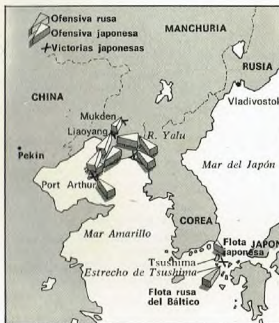 Ofensiva rusa
Ofensiva japonesa
Victorias japonesas
MANCHURIA
RUSIA
CHINA
Vladivostok
Mukden
Liaoyang
R. Yalu
Pekín
Mar del Japón
Port Arthur
COREA
Mar Amarillo
Flota
japonesa
JAPON
Tsushima
Estrecho de Tsushima
Flota rusa
del Báltico